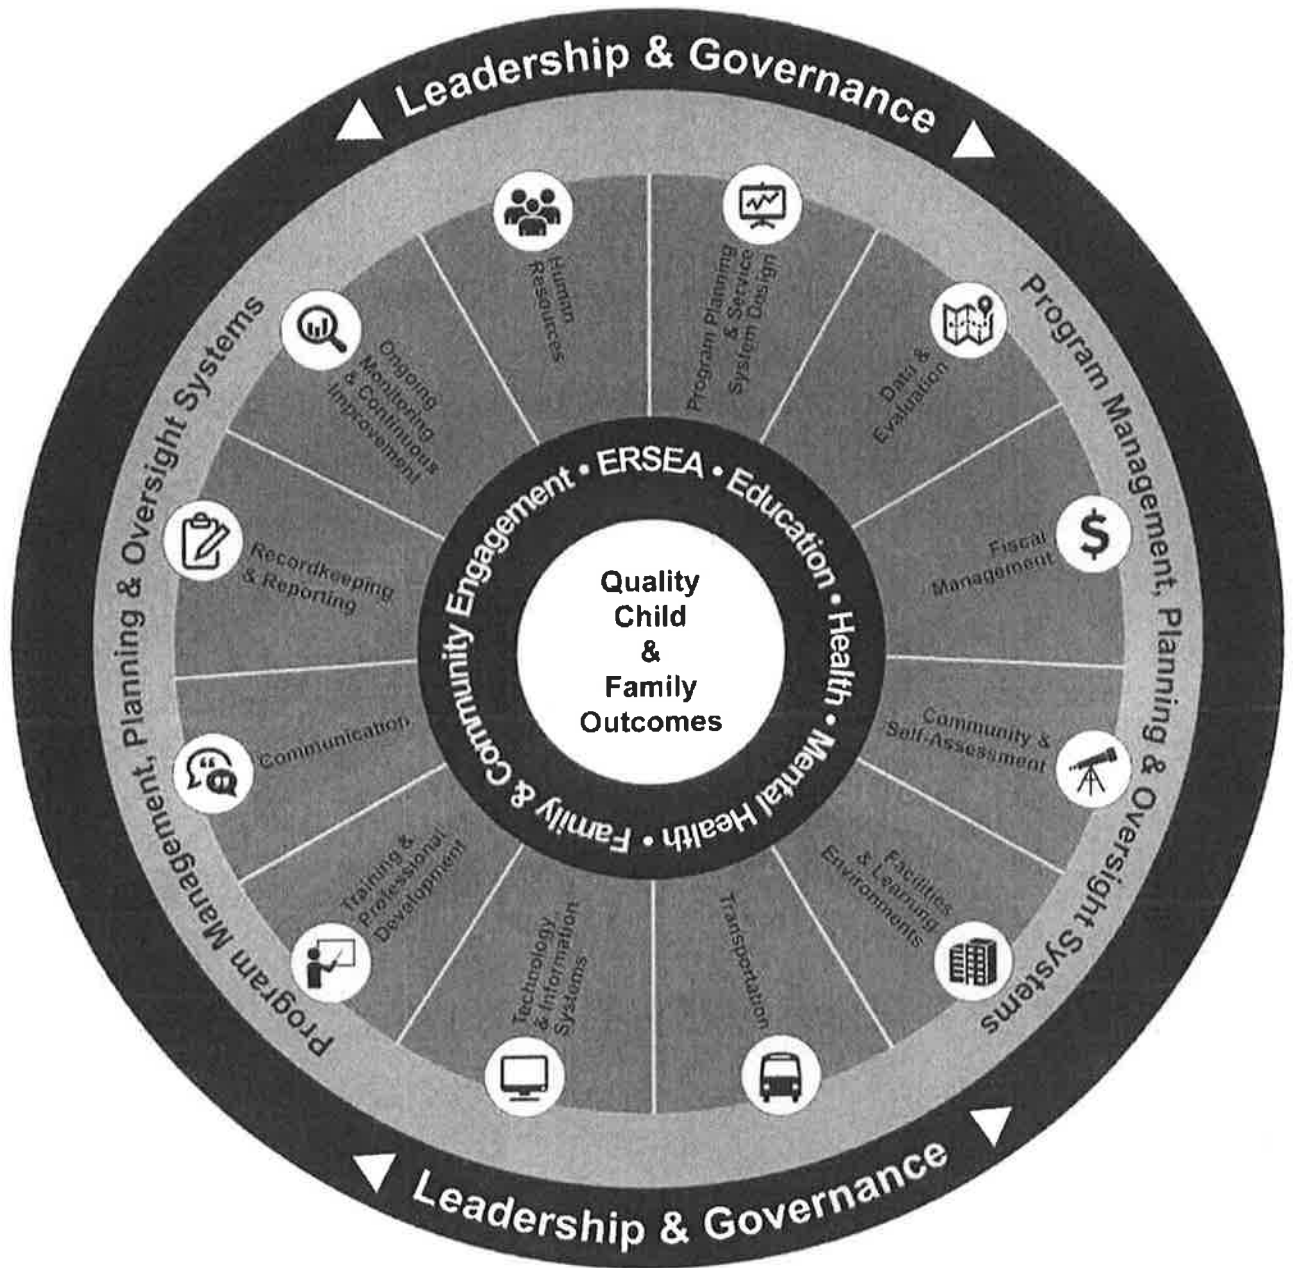 Leadership & Governance
Program Management, Planning & Oversight Systems
Program Management, Planning & Oversight Systems
Human
Resources
Program Planning
& Service
System Design
Data &
Evaluation
$
Fiscal
Management
Community &
Self-Assessment
Facilities
& Learning
Environments
Transportation
Technology
& Information
Systems
Training &
Professional
Development
Communication
Recordkeeping
& Reporting
Ongoing
Monitoring
& Continuous
Improvement
ERSEA • Education • Health • Mental Health • Family & Community Engagement •
Quality
Child
&
Family
Outcomes
Leadership & Governance